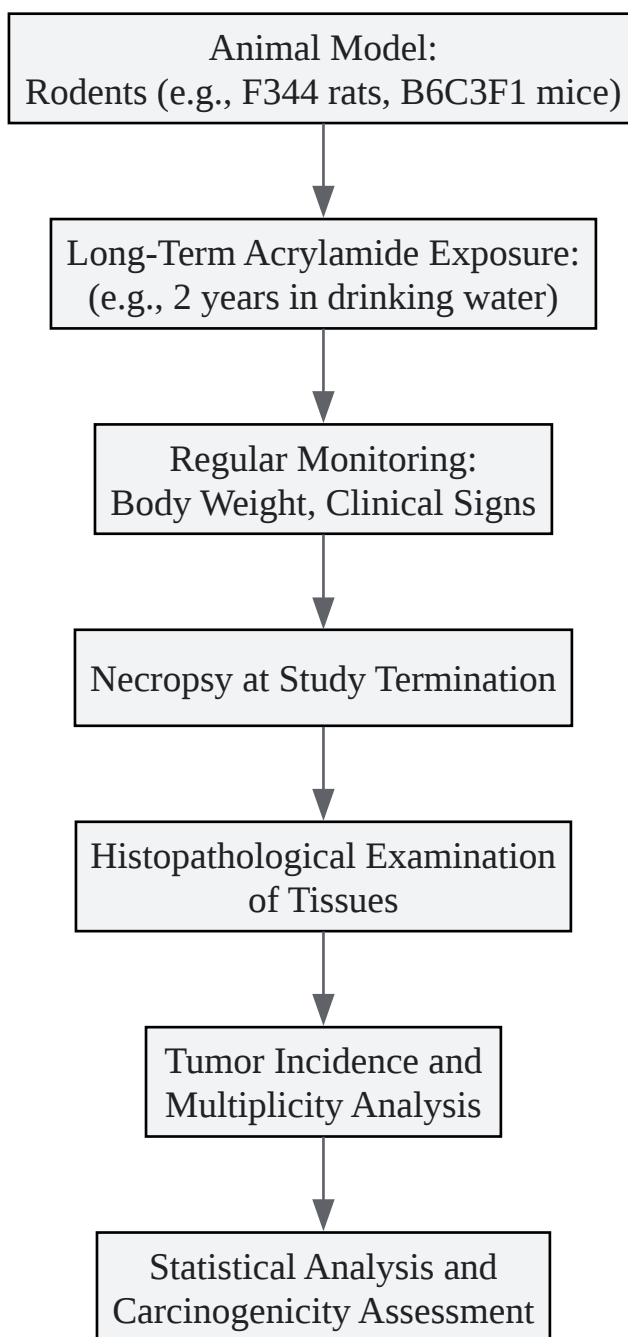 Animal Model:
Rodents (e.g., F344 rats, B6C3F1 mice)
Long-Term Acrylamide Exposure:
(e.g., 2 years in drinking water)
Regular Monitoring:
Body Weight, Clinical Signs
Necropsy at Study Termination
Histopathological Examination
of Tissues
Tumor Incidence and
Multiplicity Analysis
Statistical Analysis and
Carcinogenicity Assessment